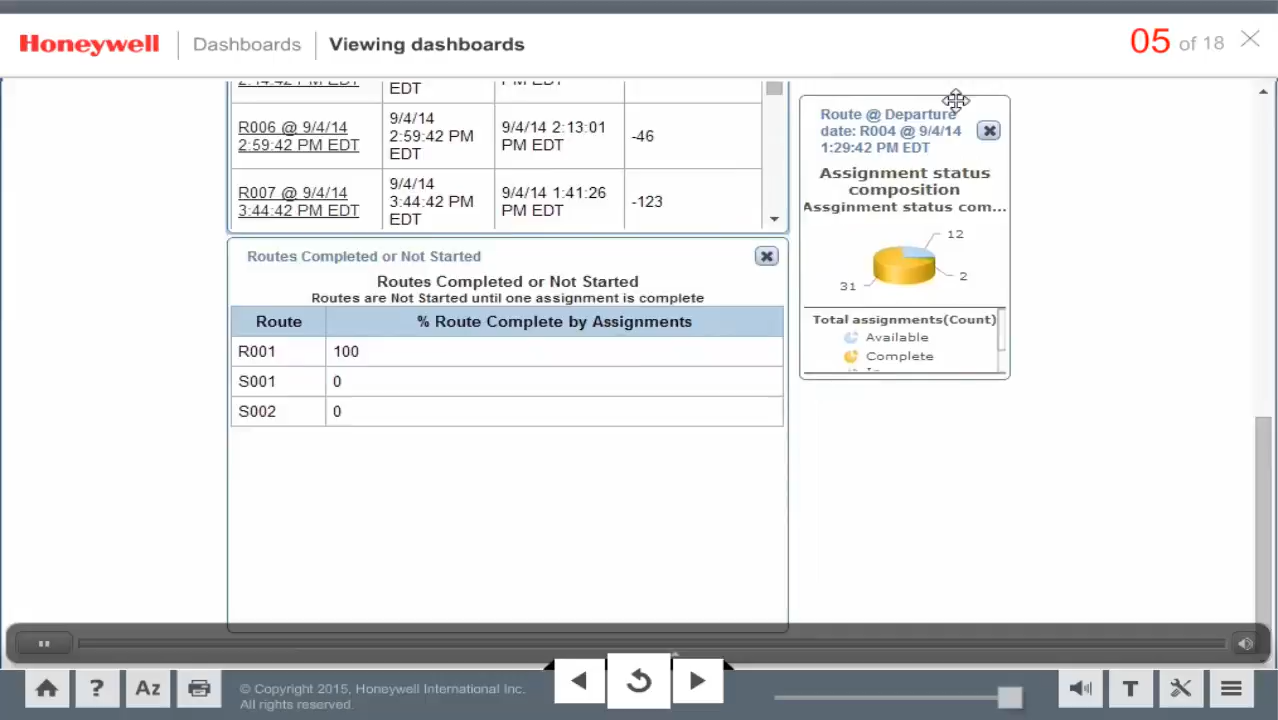 Honeywell
Dashboards
Viewing dashboards
05 of 18
EDT
R006 @ 9/4/14
2:59:42 PM EDT
9/4/14
2:59:42 PM
EDT
9/4/14 2:13:01
PM EDT
-46
R007 @ 9/4/14
3:44:42 PM EDT
9/4/14
3:44:42 PM
EDT
9/4/14 1:41:26
PM EDT
-123
Routes Completed or Not Started
Routes Completed or Not Started
Routes are Not Started until one assignment is complete
Route
% Route Complete by Assignments
R001
100
S001
0
S002
0
Route @ Departure
date: R004 @ 9/4/14
1:29:42 PM EDT
Assignment status
composition
Assginment status com...
12
2
31
Total assignments(Count)
Available
Complete
© Copyright 2015, Honeywell International Inc.
All rights reserved.
?
Az
T